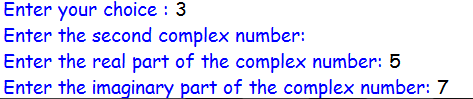 Enter your choice : 3
Enter the second complex number:
Enter the real part of the complex number: 5
Enter the imaginary part of the complex number: 7